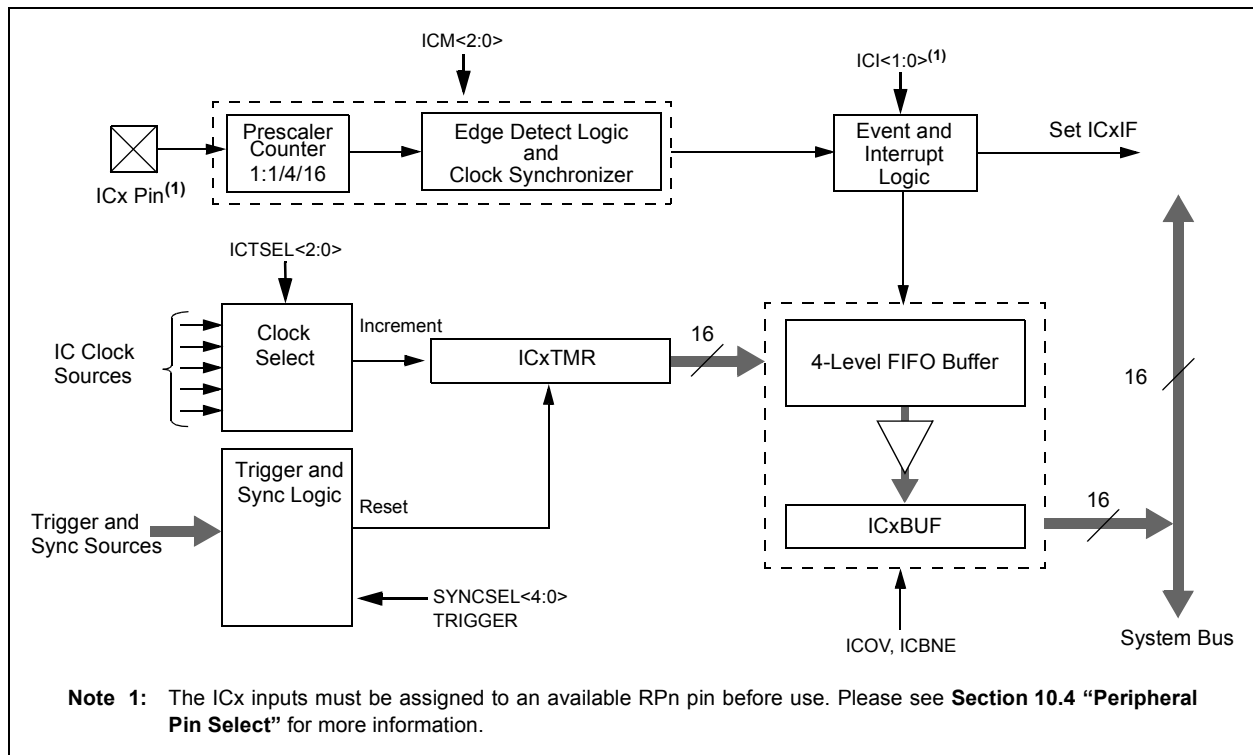 ICM<2:0>
ICI<1:0>(1)
Prescaler
Counter
1:1/4/16
Edge Detect Logic
and
Clock Synchronizer
Event and
Interrupt
Logic
Set ICxIF
ICx Pin(1)
ICTSEL<2:0>
IC Clock
Sources
Clock
Select
Increment
ICxTMR
16
4-Level FIFO Buffer
16
Trigger and
Sync Logic
Reset
Trigger and
Sync Sources
ICxBUF
16
SYNCSEL<4:0>
TRIGGER
ICOV, ICBNE
System Bus
Note 1: The ICx inputs must be assigned to an available RPn pin before use. Please see Section 10.4 “Peripheral
Pin Select” for more information.